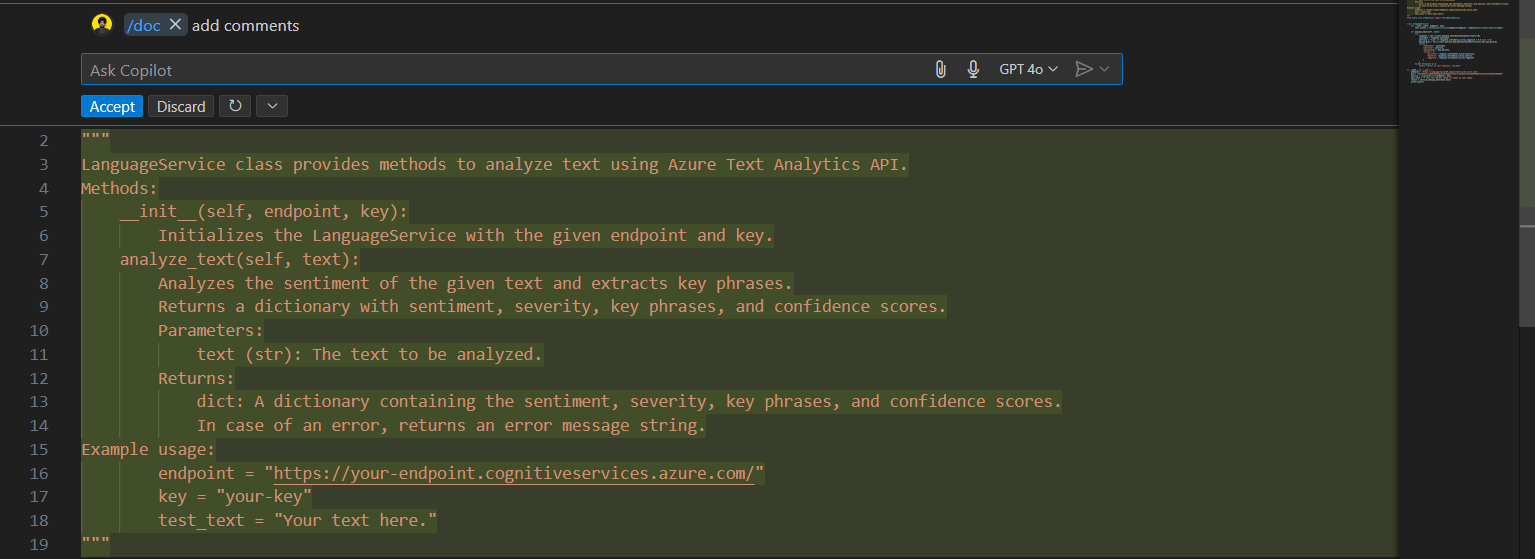 /doc × add comments
Ask Copilot GPT 4o
Accept Discard
2 """
3 LanguageService class provides methods to analyze text using Azure Text Analytics API.
4 Methods:
5 __init__(self, endpoint, key):
6 Initializes the LanguageService with the given endpoint and key.
7 analyze_text(self, text):
8 Analyzes the sentiment of the given text and extracts key phrases.
9 Returns a dictionary with sentiment, severity, key phrases, and confidence scores.
10 Parameters:
11 text (str): The text to be analyzed.
12 Returns:
13 dict: A dictionary containing the sentiment, severity, key phrases, and confidence scores.
14 In case of an error, returns an error message string.
15 Example usage:
16 endpoint = "https://your-endpoint.cognitiveservices.azure.com/"
17 key = "your-key"
18 test_text = "Your text here."
19 """